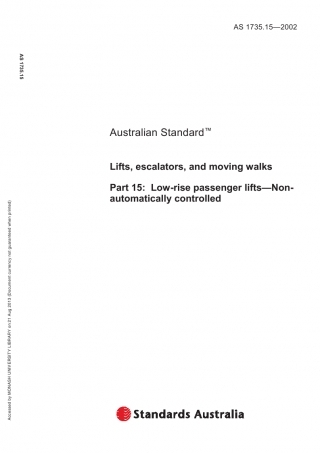 AS 1735.15—2002
AS 1735.15
Australian Standard™
Lifts, escalators, and moving walks
Part 15: Low-rise passenger lifts—Non-
automatically controlled
Accessed by MONASH UNIVERSITY LIBRARY on 21 Aug 2013 (Document currency not guaranteed when printed)
Standards Australia